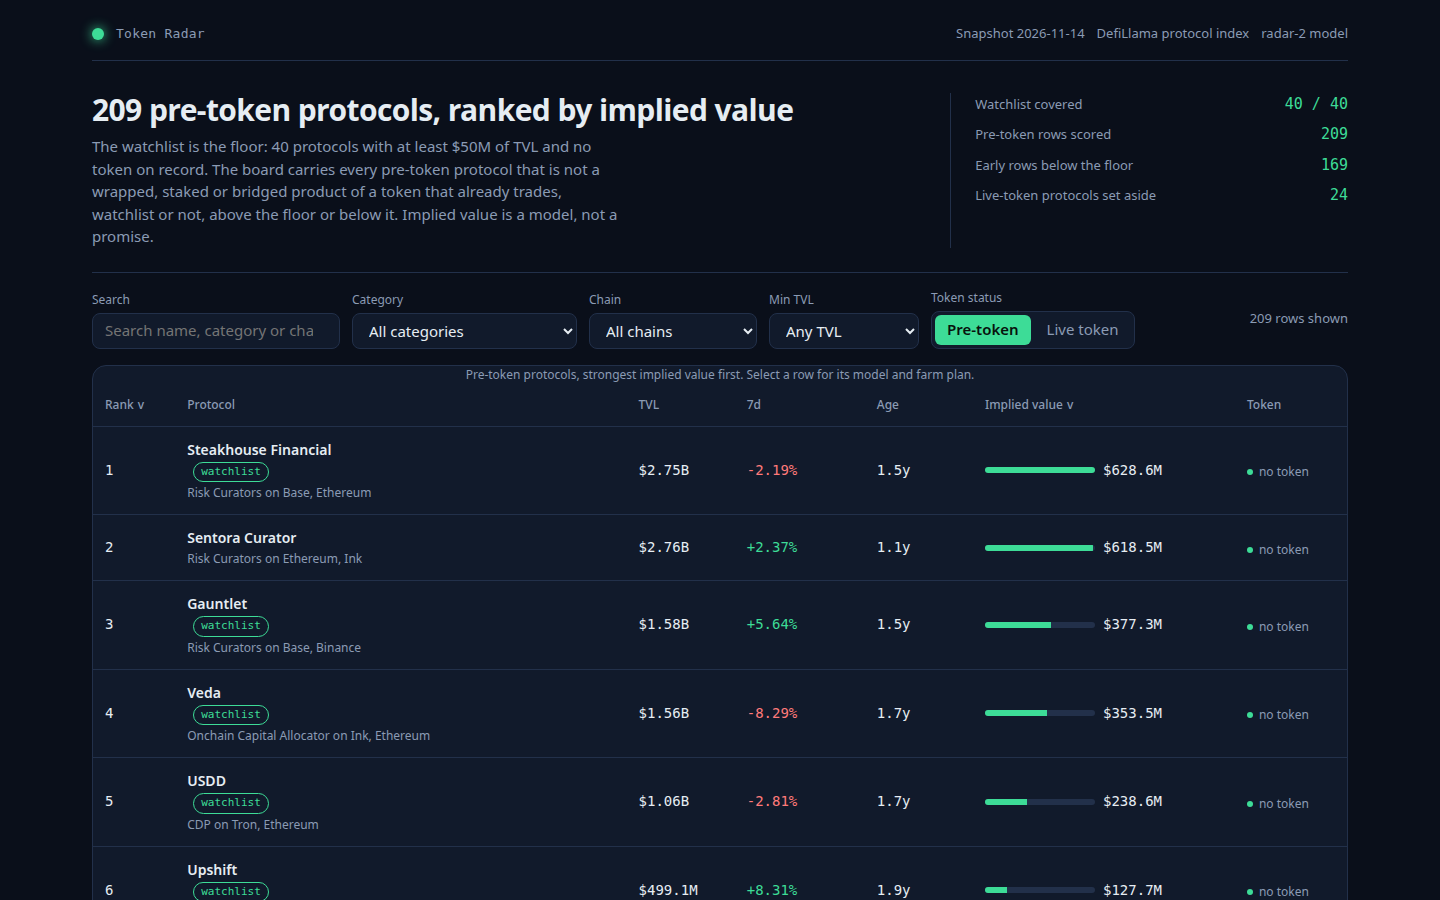 Token Radar
Snapshot 2026-11-14 DefiLlama protocol index radar-2 model
209 pre-token protocols, ranked by implied value
The watchlist is the floor: 40 protocols with at least $50M of TVL and no
token on record. The board carries every pre-token protocol that is not a
wrapped, staked or bridged product of a token that already trades,
watchlist or not, above the floor or below it. Implied value is a model, not a
promise.
Watchlist covered 40 / 40
Pre-token rows scored 209
Early rows below the floor 169
Live-token protocols set aside 24
Search Category Chain Min TVL Token status
Search name, category or cha All categories All chains Any TVL Pre-token Live token 209 rows shown
Pre-token protocols, strongest implied value first. Select a row for its model and farm plan.
Rank v Protocol TVL 7d Age Implied value v Token
Steakhouse Financial
1 watchlist $2.75B -2.19% 1.5y $628.6M no token
Risk Curators on Base, Ethereum
Sentora Curator
2 $2.76B +2.37% 1.1y $618.5M no token
Risk Curators on Ethereum, Ink
Gauntlet
3 watchlist $1.58B +5.64% 1.5y $377.3M no token
Risk Curators on Base, Binance
Veda
4 watchlist $1.56B -8.29% 1.7y $353.5M no token
Onchain Capital Allocator on Ink, Ethereum
USDD
5 watchlist $1.06B -2.81% 1.7y $238.6M no token
CDP on Tron, Ethereum
Upshift
6 watchlist $499.1M +8.31% 1.9y $127.7M no token